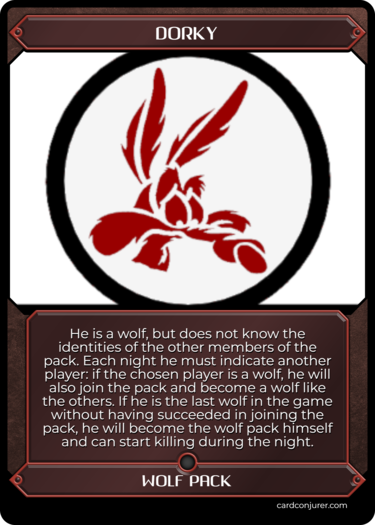 DORKY
He is a wolf, but does not know the
identities of the other members of the
pack. Each night he must indicate another
player: if the chosen player is a wolf, he will
also join the pack and become a wolf like
the others. If he is the last wolf in the game
without having succeeded in joining the
pack, he will become the wolf pack himself
and can start killing during the night.
WOLF PACK
cardconjurer.com